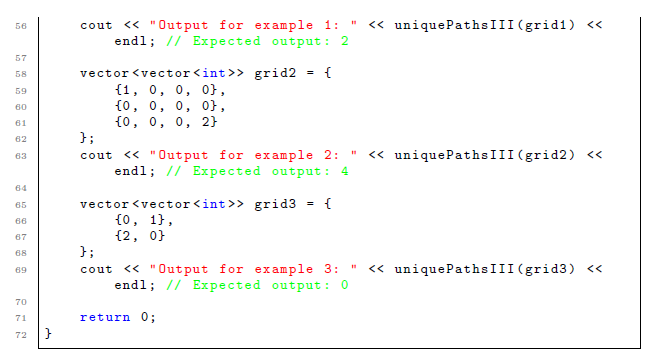 56 cout << "Output for example 1: " << uniquePathsIII(grid1) <<
endl; // Expected output: 2
57
58 vector<vector<int>> grid2 = {
59 {1, 0, 0, 0},
60 {0, 0, 0, 0},
61 {0, 0, 0, 2}
62 };
63 cout << "Output for example 2: " << uniquePathsIII(grid2) <<
endl; // Expected output: 4
64
65 vector<vector<int>> grid3 = {
66 {0, 1},
67 {2, 0}
68 };
69 cout << "Output for example 3: " << uniquePathsIII(grid3) <<
endl; // Expected output: 0
70
71 return 0;
72 }